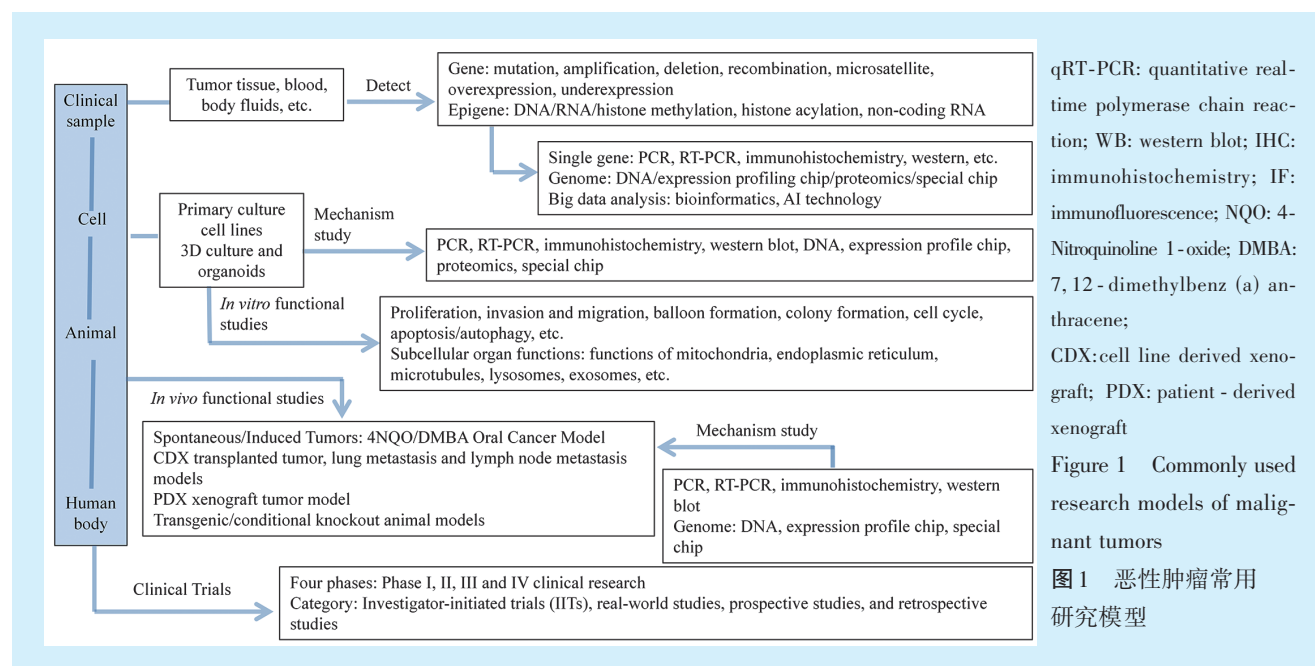 Clinical
sample
Cell
Animal
Human
body
Tumor tissue, blood,
body fluids, etc.
Detect
Gene: mutation, amplification, deletion, recombination, microsatellite,
overexpression, underexpression
Epigene: DNA/RNA/histone methylation, histone acylation, non-coding RNA
Single gene: PCR, RT-PCR, immunohistochemistry, western, etc.
Genome: DNA/expression profiling chip/proteomics/special chip
Big data analysis: bioinformatics, AI technology
Primary culture
cell lines
3D culture and
organoids
Mechanism
study
PCR, RT-PCR, immunohistochemistry, western blot, DNA, expression profile chip,
proteomics, special chip
In vitro functional
studies
Proliferation, invasion and migration, balloon formation, colony formation, cell cycle,
apoptosis/autophagy, etc.
Subcellular organ functions: functions of mitochondria, endoplasmic reticulum,
microtubules, lysosomes, exosomes, etc.
In vivo functional studies
Spontaneous/Induced Tumors: 4NQO/DMBA Oral Cancer Model
CDX transplanted tumor, lung metastasis and lymph node metastasis
models
PDX xenograft tumor model
Transgenic/conditional knockout animal models
Mechanism study
PCR, RT-PCR, immunohistochemistry, western
blot
Genome: DNA, expression profile chip, special
chip
Clinical Trials
Four phases: Phase I, II, III and IV clinical research
Category: Investigator-initiated trials (IITs), real-world studies, prospective studies, and retrospective
studies
qRT-PCR: quantitative real-
time polymerase chain reac-
tion; WB: western blot; IHC:
immunohistochemistry; IF:
immunofluorescence; NQO: 4-
Nitroquinoline 1-oxide; DMBA:
7, 12-dimethylbenz (a) an-
thracene;
CDX:cell line derived xeno-
graft; PDX: patient-derived
xenograft
Figure 1 Commonly used
research models of malig-
nant tumors
图1 恶性肿瘤常用
研究模型